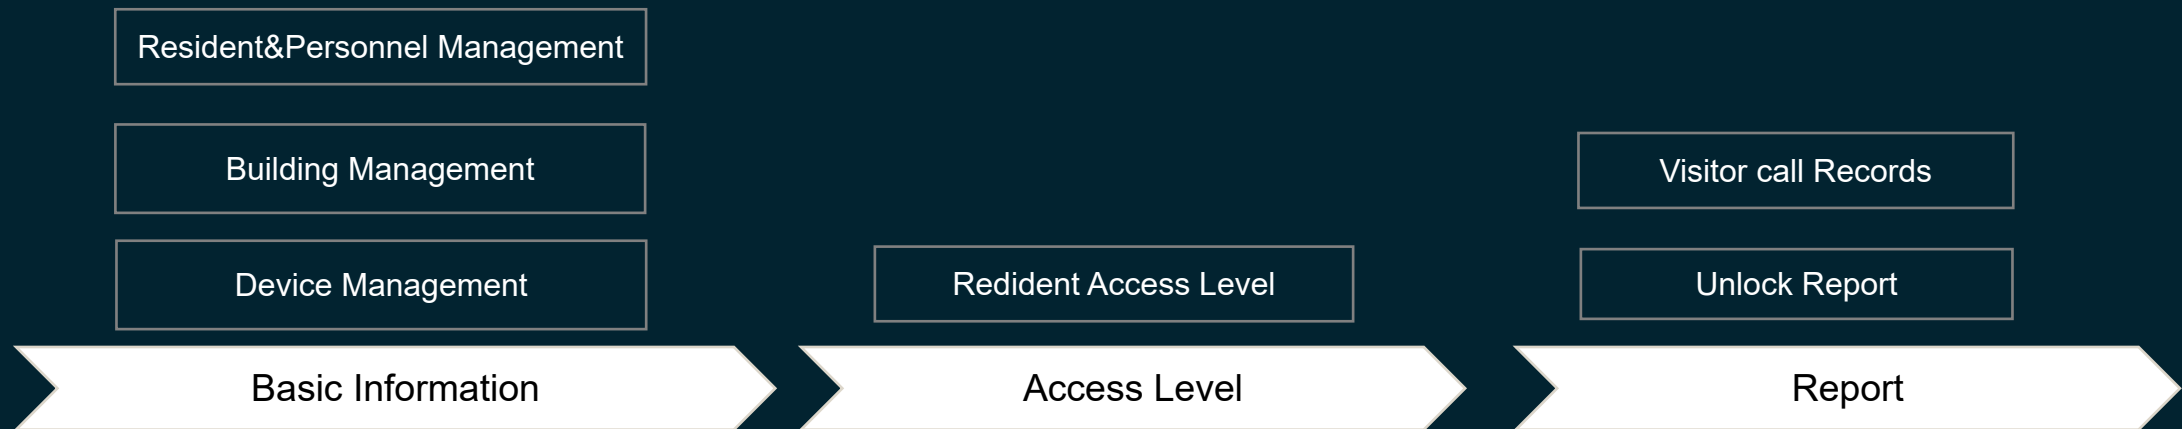 Resident&Personnel Management
Building Management
Device Management
Basic Information
Redident Access Level
Access Level
Visitor call Records
Unlock Report
Report